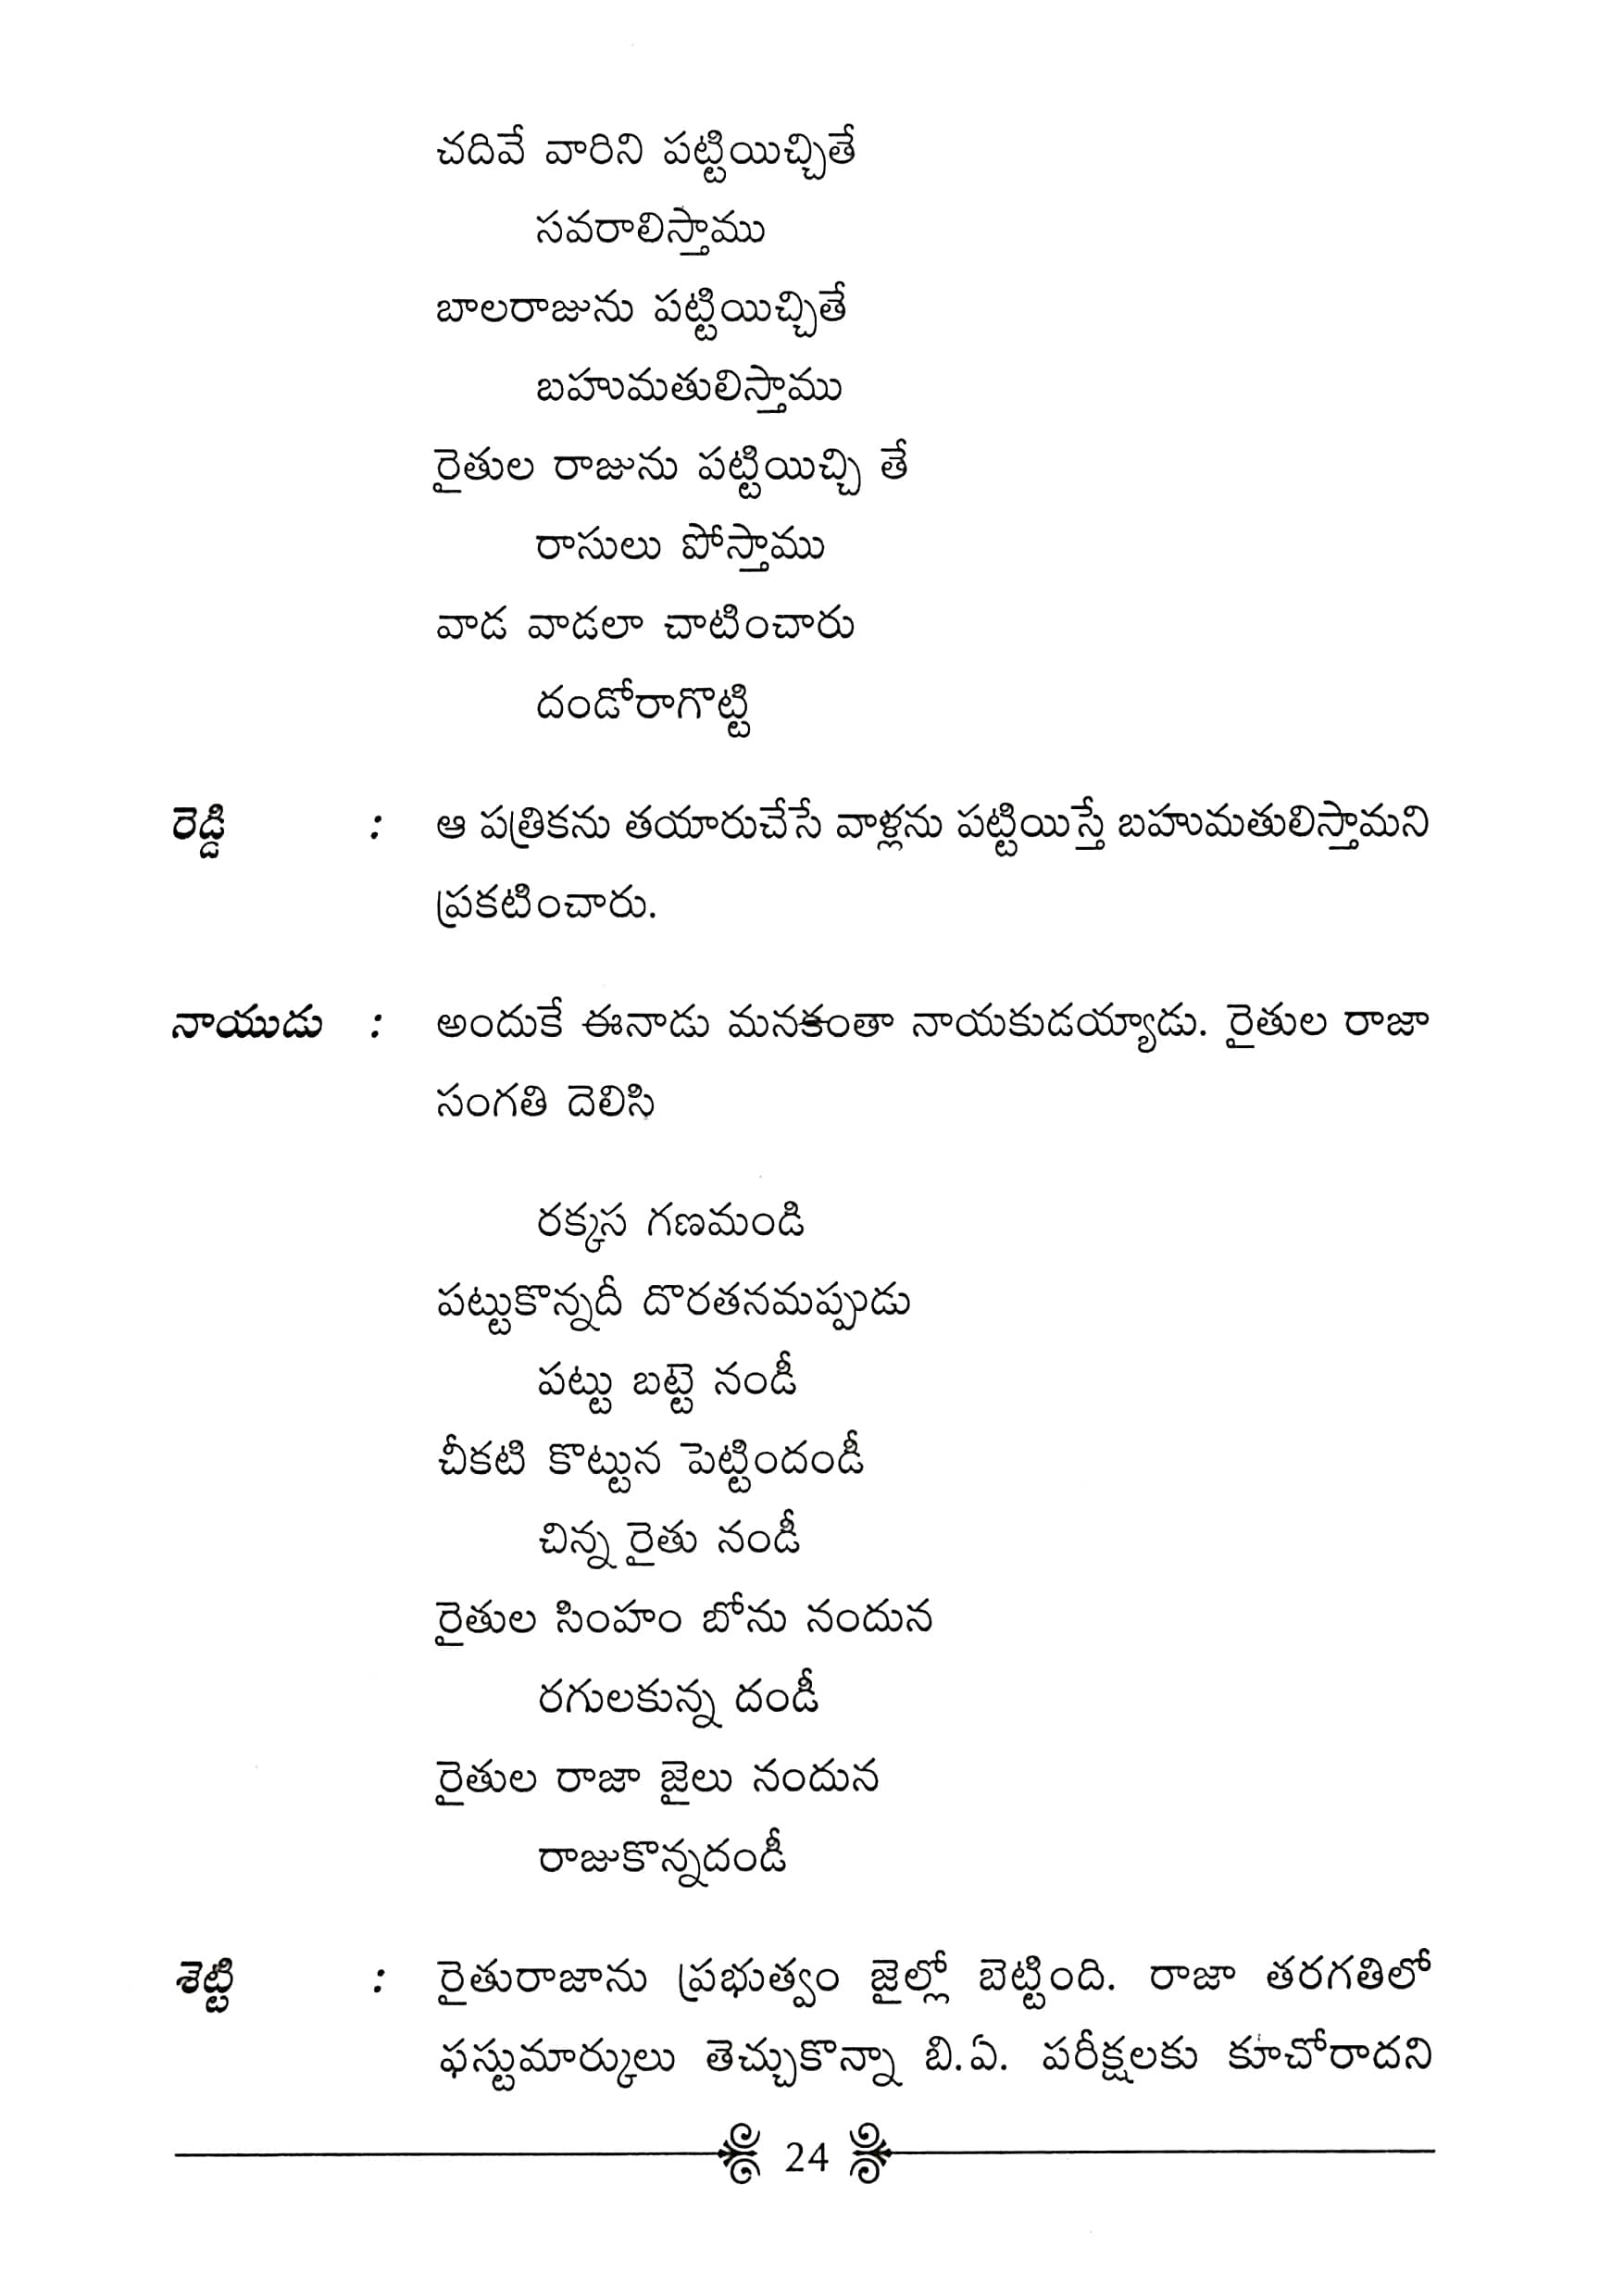 చదివే వారిని పట్టియిచ్చితే
సవరాలిస్తాము
బాలరాజును పట్టియిచ్చితే
బహుమతులిస్తాము
రైతుల రాజును పట్టియిచ్చి తే
రాసులు పోస్తాము
వాడ వాడలా చాటించారు
దండోరాగొట్టి
రెడ్డి : ఆ పత్రికను తయారుచేసే వాళ్లను పట్టియిస్తే బహుమతులిస్తామని
ప్రకటించారు.
నాయుడు : అందుకే ఈనాడు మనకంతా నాయకుడయ్యాడు. రైతుల రాజా
సంగతి దెలిసి
రక్కస గణమండి
పట్టుకొన్నదీ దొరతనమప్పుడు
పట్టు బట్టె నండీ
చీకటి కొట్టున పెట్టిందండీ
చిన్న రైతు నండీ
రైతుల సింహం బోను నందున
రగులకున్న దండీ
రైతుల రాజా జైలు నందున
రాజుకొన్నదండీ
శెట్టి : రైతురాజాను ప్రభుత్వం జైల్లో బెట్టింది. రాజా తరగతిలో
ఫస్టుమార్కులు తెచ్చుకొన్నా బి.ఏ. పరీక్షలకు కూచోరాదని
24